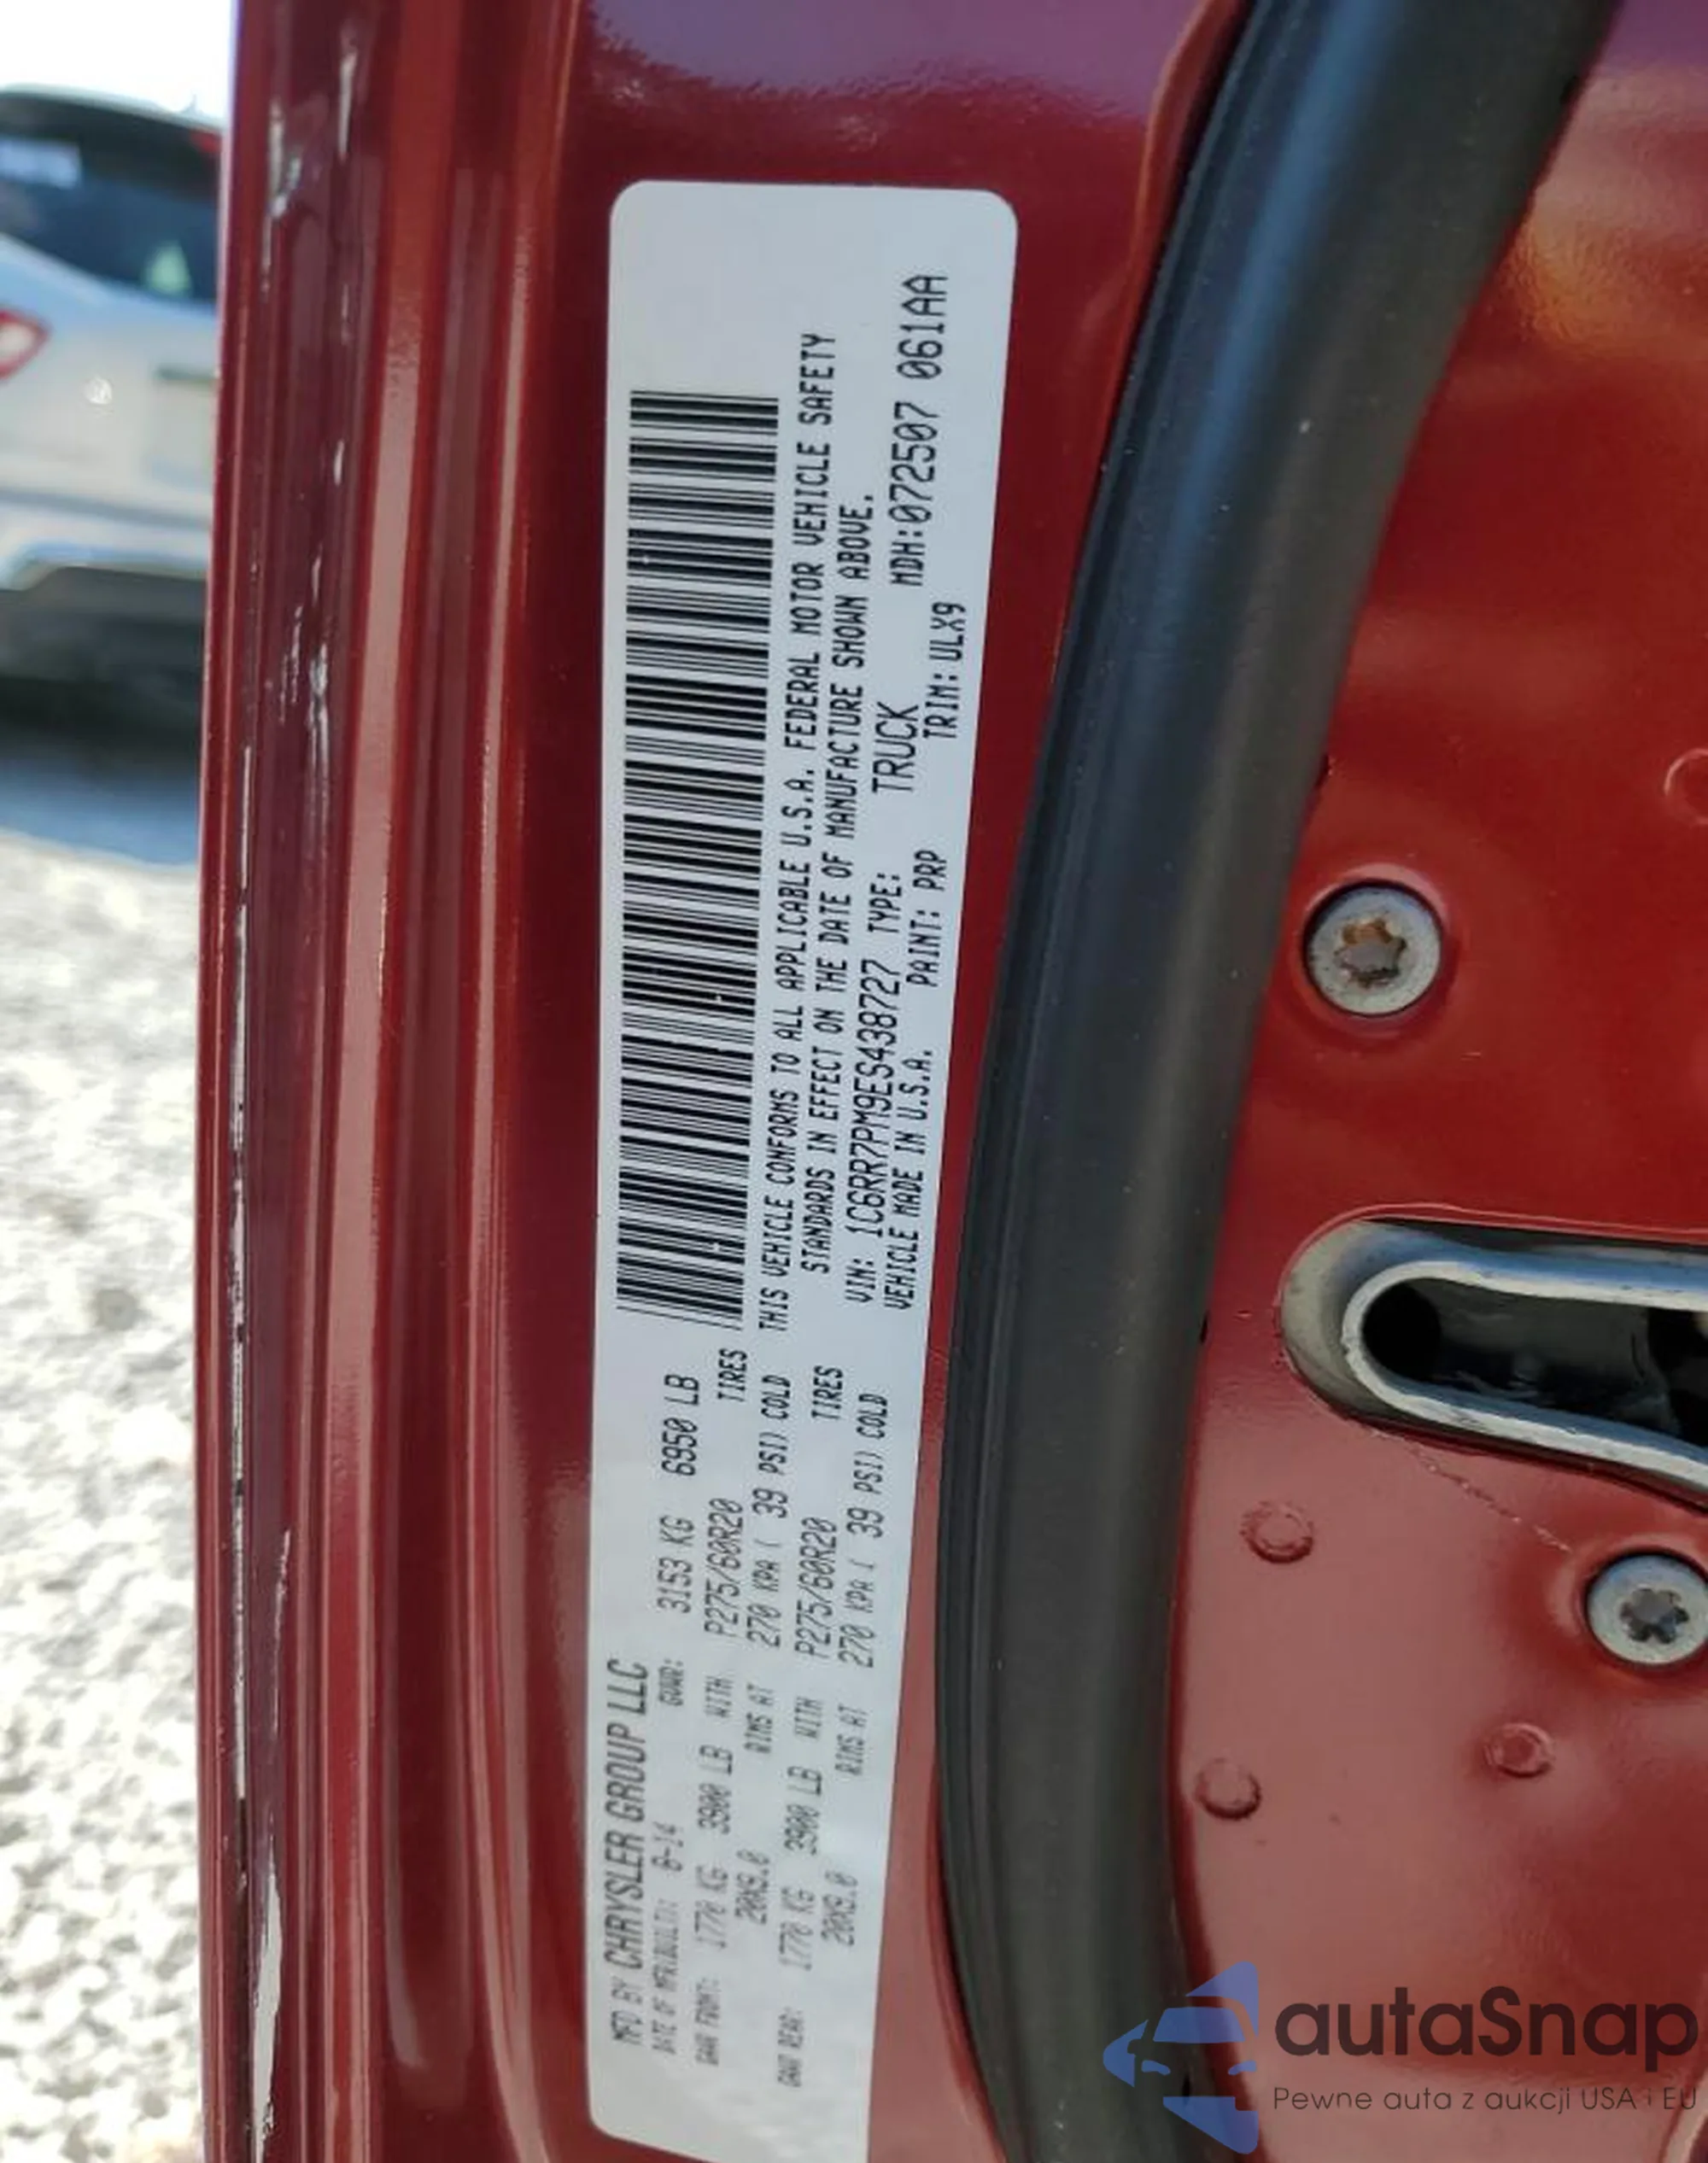 MFD BY CHRYSLER GROUP LLC
DATE OF MFR(BUILT): 8-14 GVWR: 3153 KG 6950 LB
GAWR FRONT: 1770 KG 3900 LB WITH P275/60R20 TIRES
20X9.0 RIMS AT 270 KPA ( 39 PSI) COLD
GAWR REAR: 1770 KG 3900 LB WITH P275/60R20 TIRES
20X9.0 RIMS AT 270 KPA ( 39 PSI) COLD
THIS VEHICLE CONFORMS TO ALL APPLICABLE U.S.A. FEDERAL MOTOR VEHICLE SAFETY
STANDARDS IN EFFECT ON THE DATE OF MANUFACTURE SHOWN ABOVE.
VIN: 1C6RR7PM9ES438727 TYPE: TRUCK MDH:072507 061AA
VEHICLE MADE IN U.S.A. PAINT: PRP TRIM: ULX9
autaSnap
Pewne auta z aukcji USA i EU